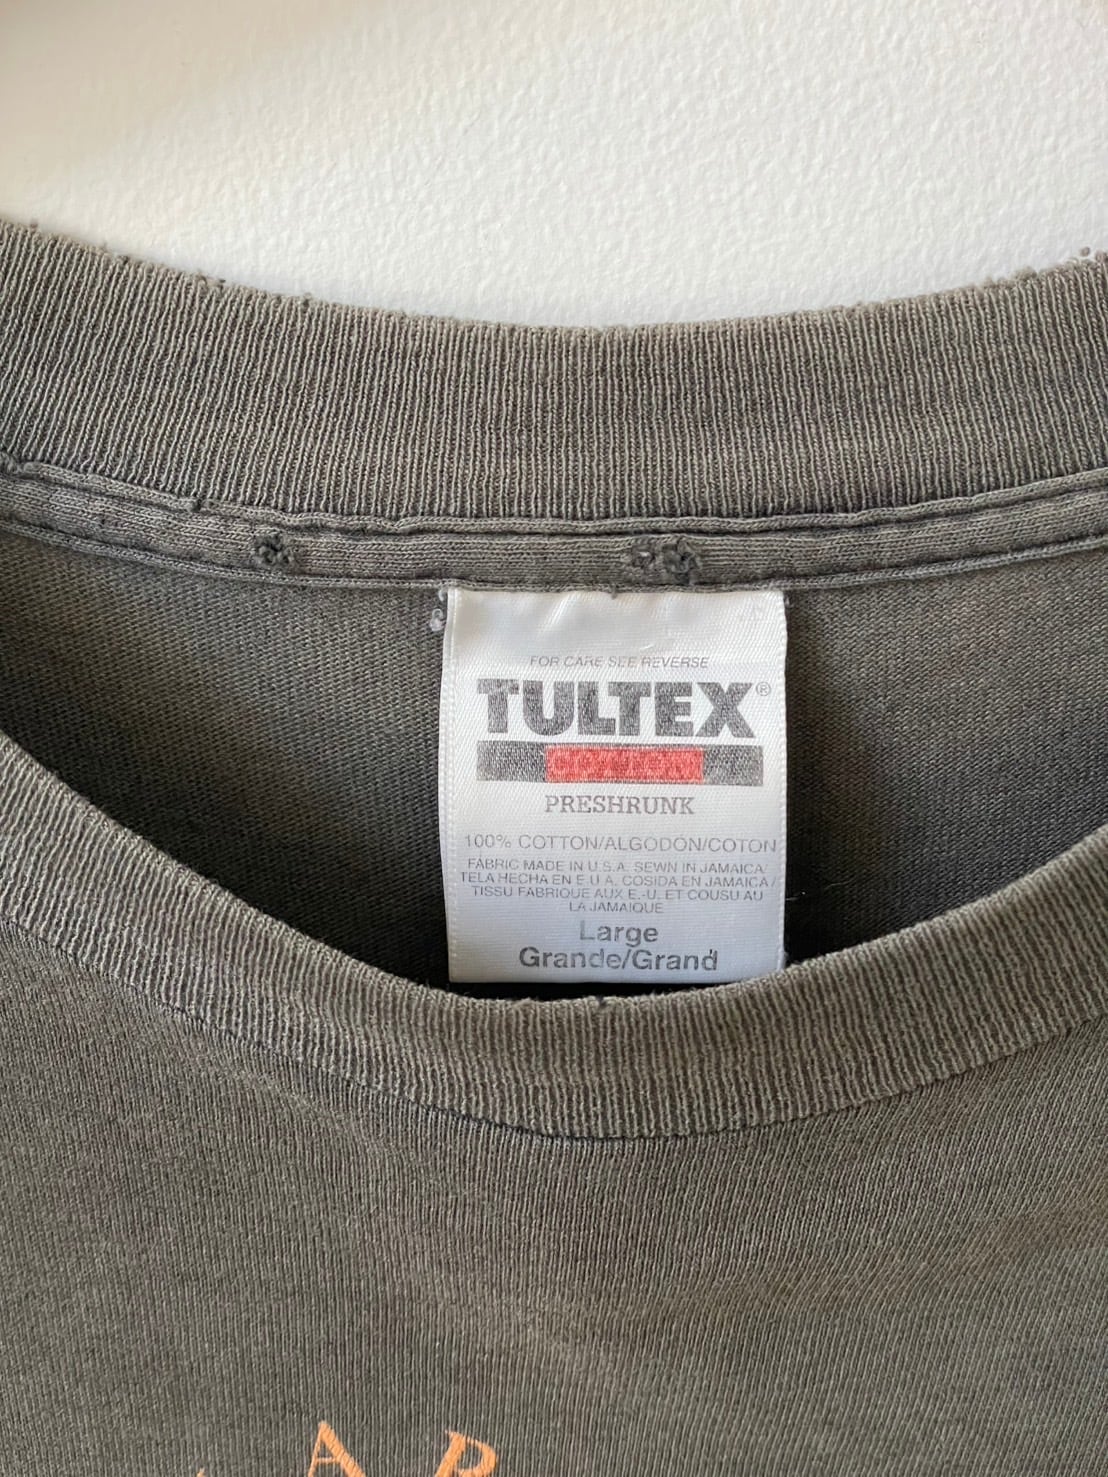 FOR CARE SEE REVERSE
TULTEX®
PRESHRUNK
100% COTTON/ALGODÓN/COTON
FABRIC MADE IN U.S.A. SEWN IN JAMAICA/
TELA HECHA EN E.U.A. COSIDA EN JAMAICA/
TISSU FABRIQUE AUX E.-U. ET COUSU AU
LA JAMAIQUE
Large
Grande/Grand
A R